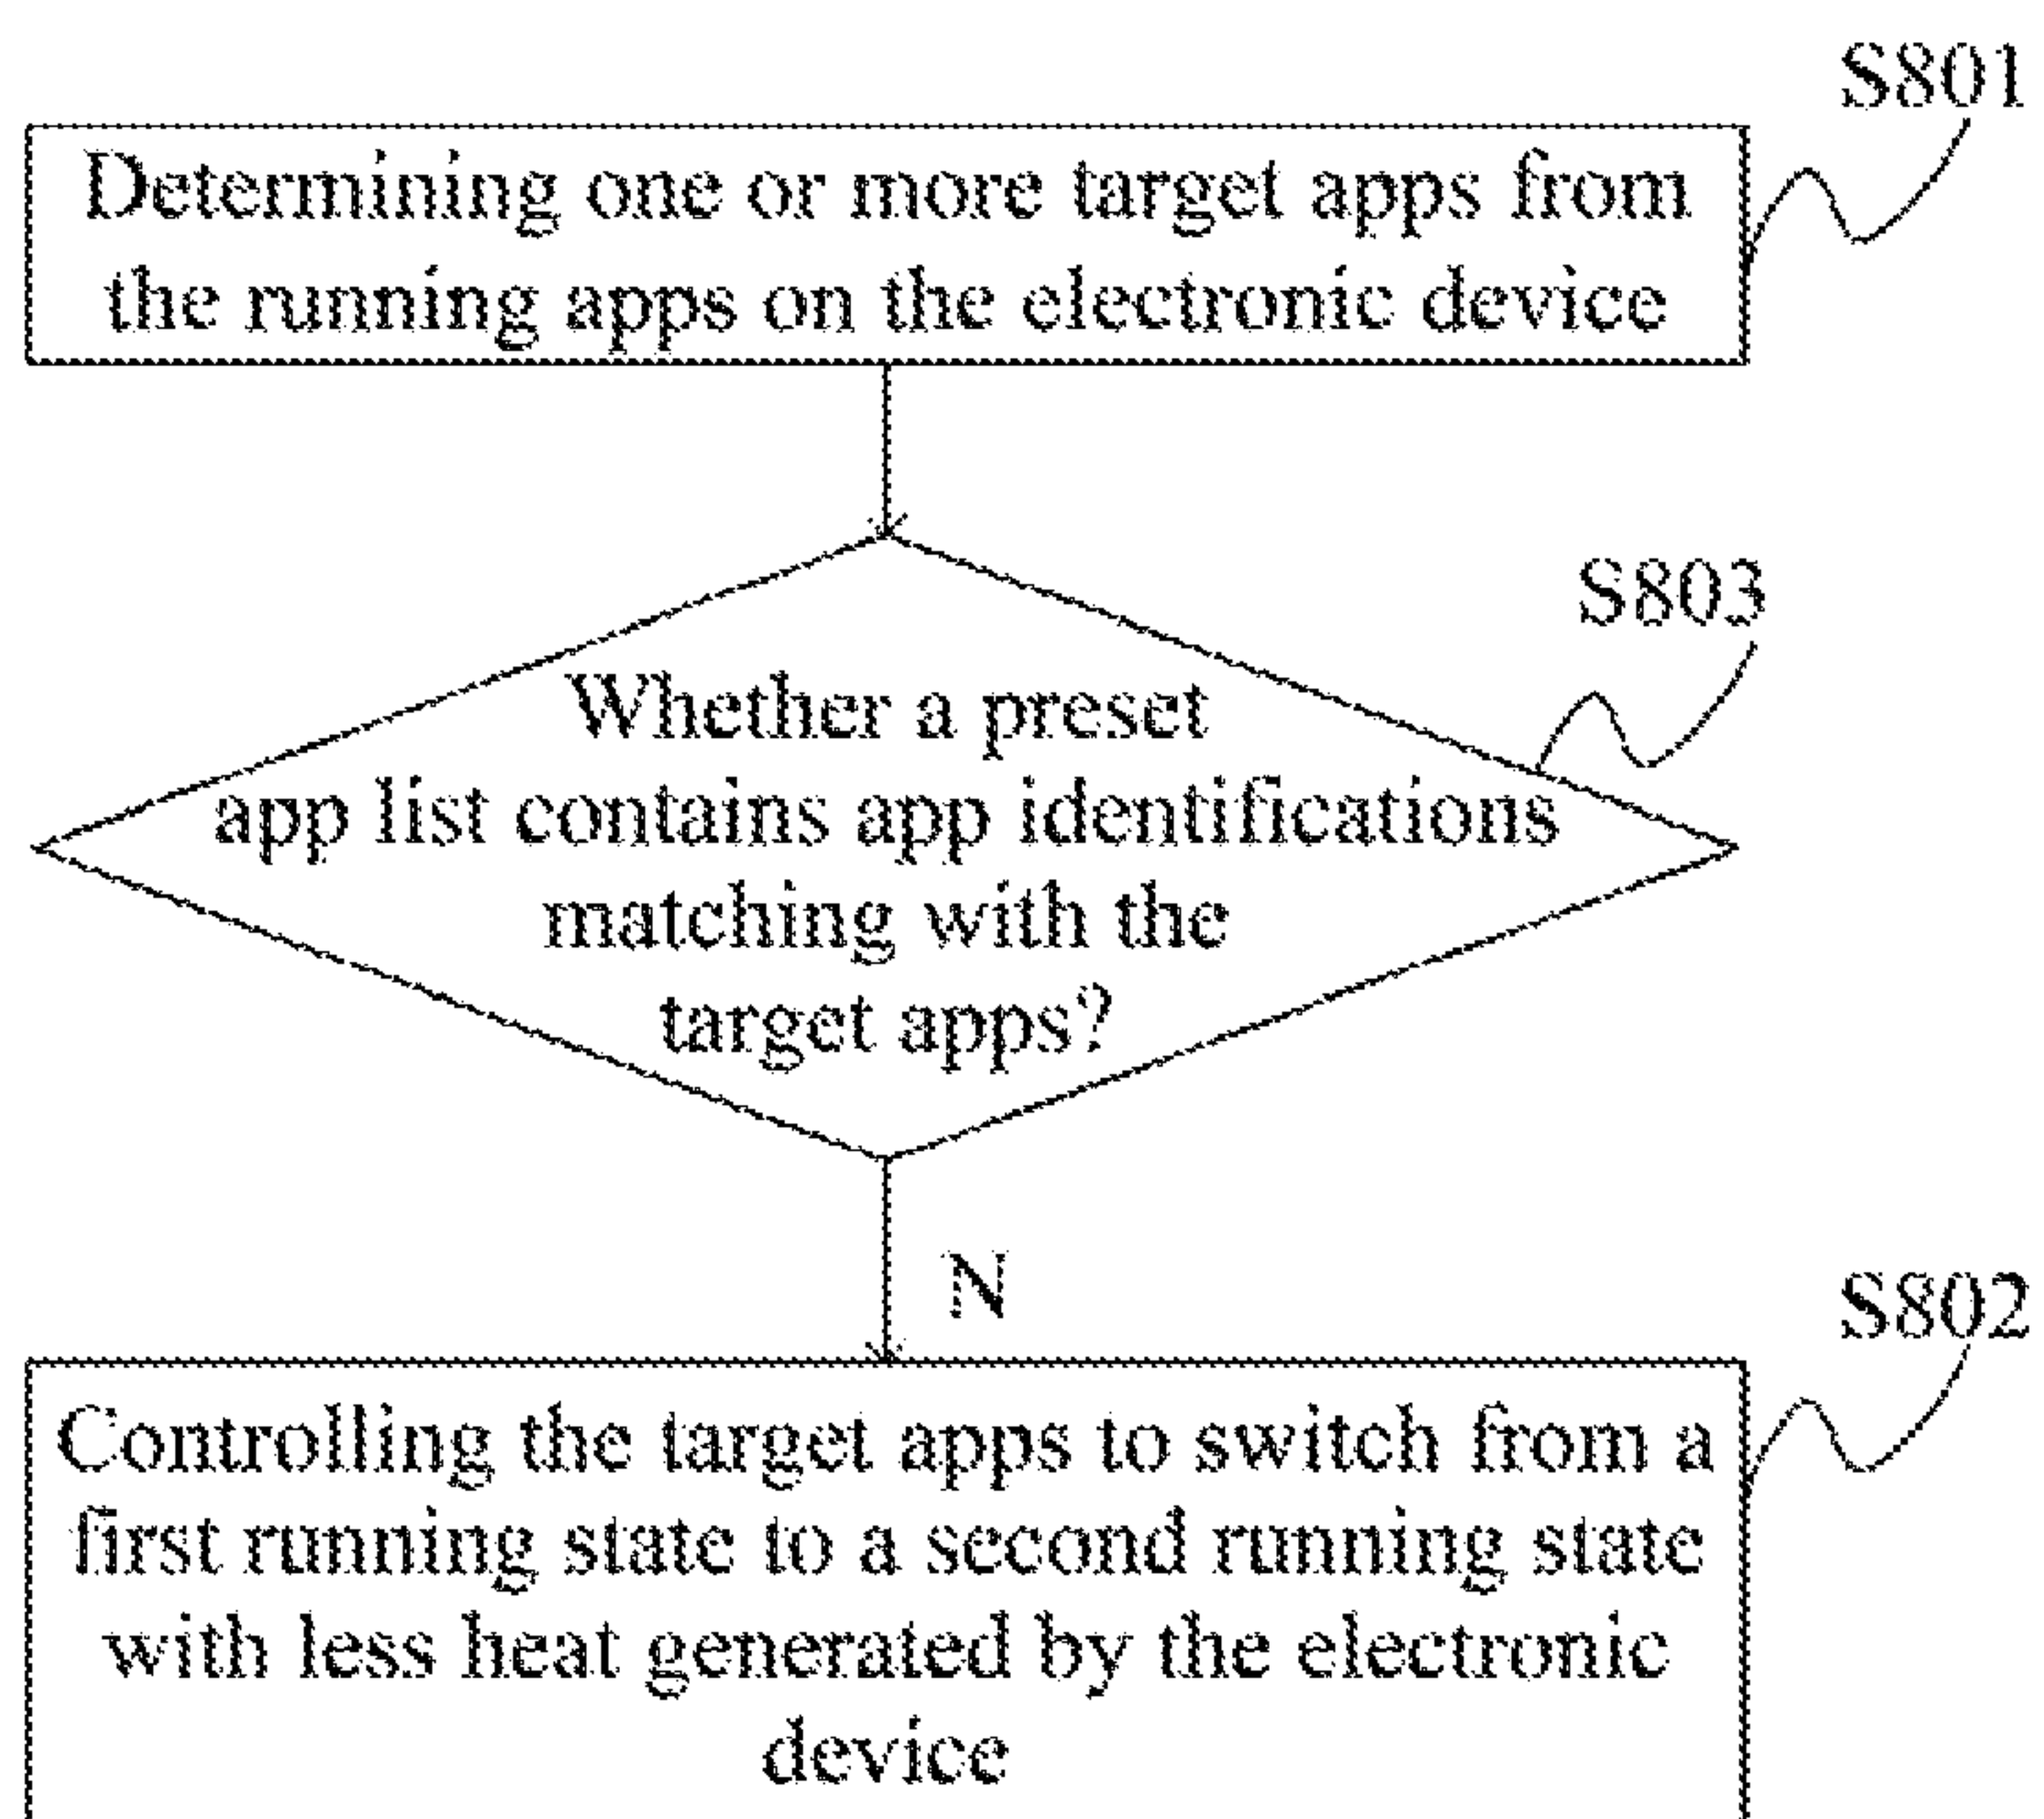 S801
Determining one or more target apps from
the running apps on the electronic device
S803
Whether a preset
app list contains app identifications
matching with the
target apps?
N
S802
Controlling the target apps to switch from a
first running state to a second running state
with less heat generated by the electronic
device